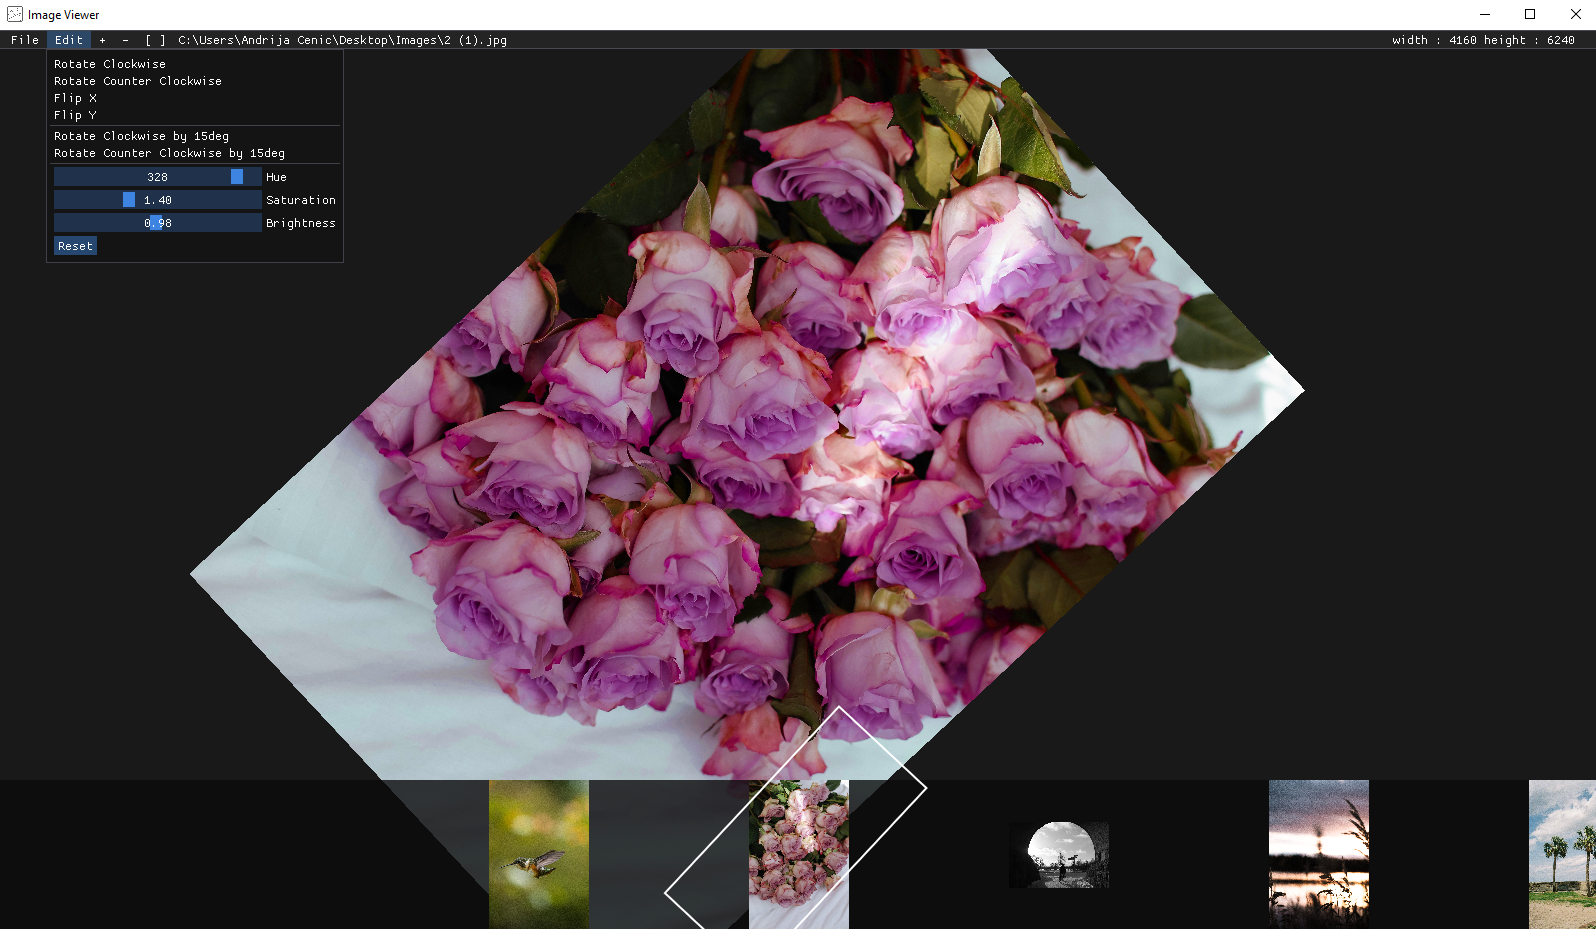 Image Viewer
File Edit + - [ ] C:\Users\Andrija Cenic\Desktop\Images\2 (1).jpg width : 4160 height : 6240
Rotate Clockwise
Rotate Counter Clockwise
Flip X
Flip Y
Rotate Clockwise by 15deg
Rotate Counter Clockwise by 15deg
328 Hue
1.40 Saturation
0.98 Brightness
Reset